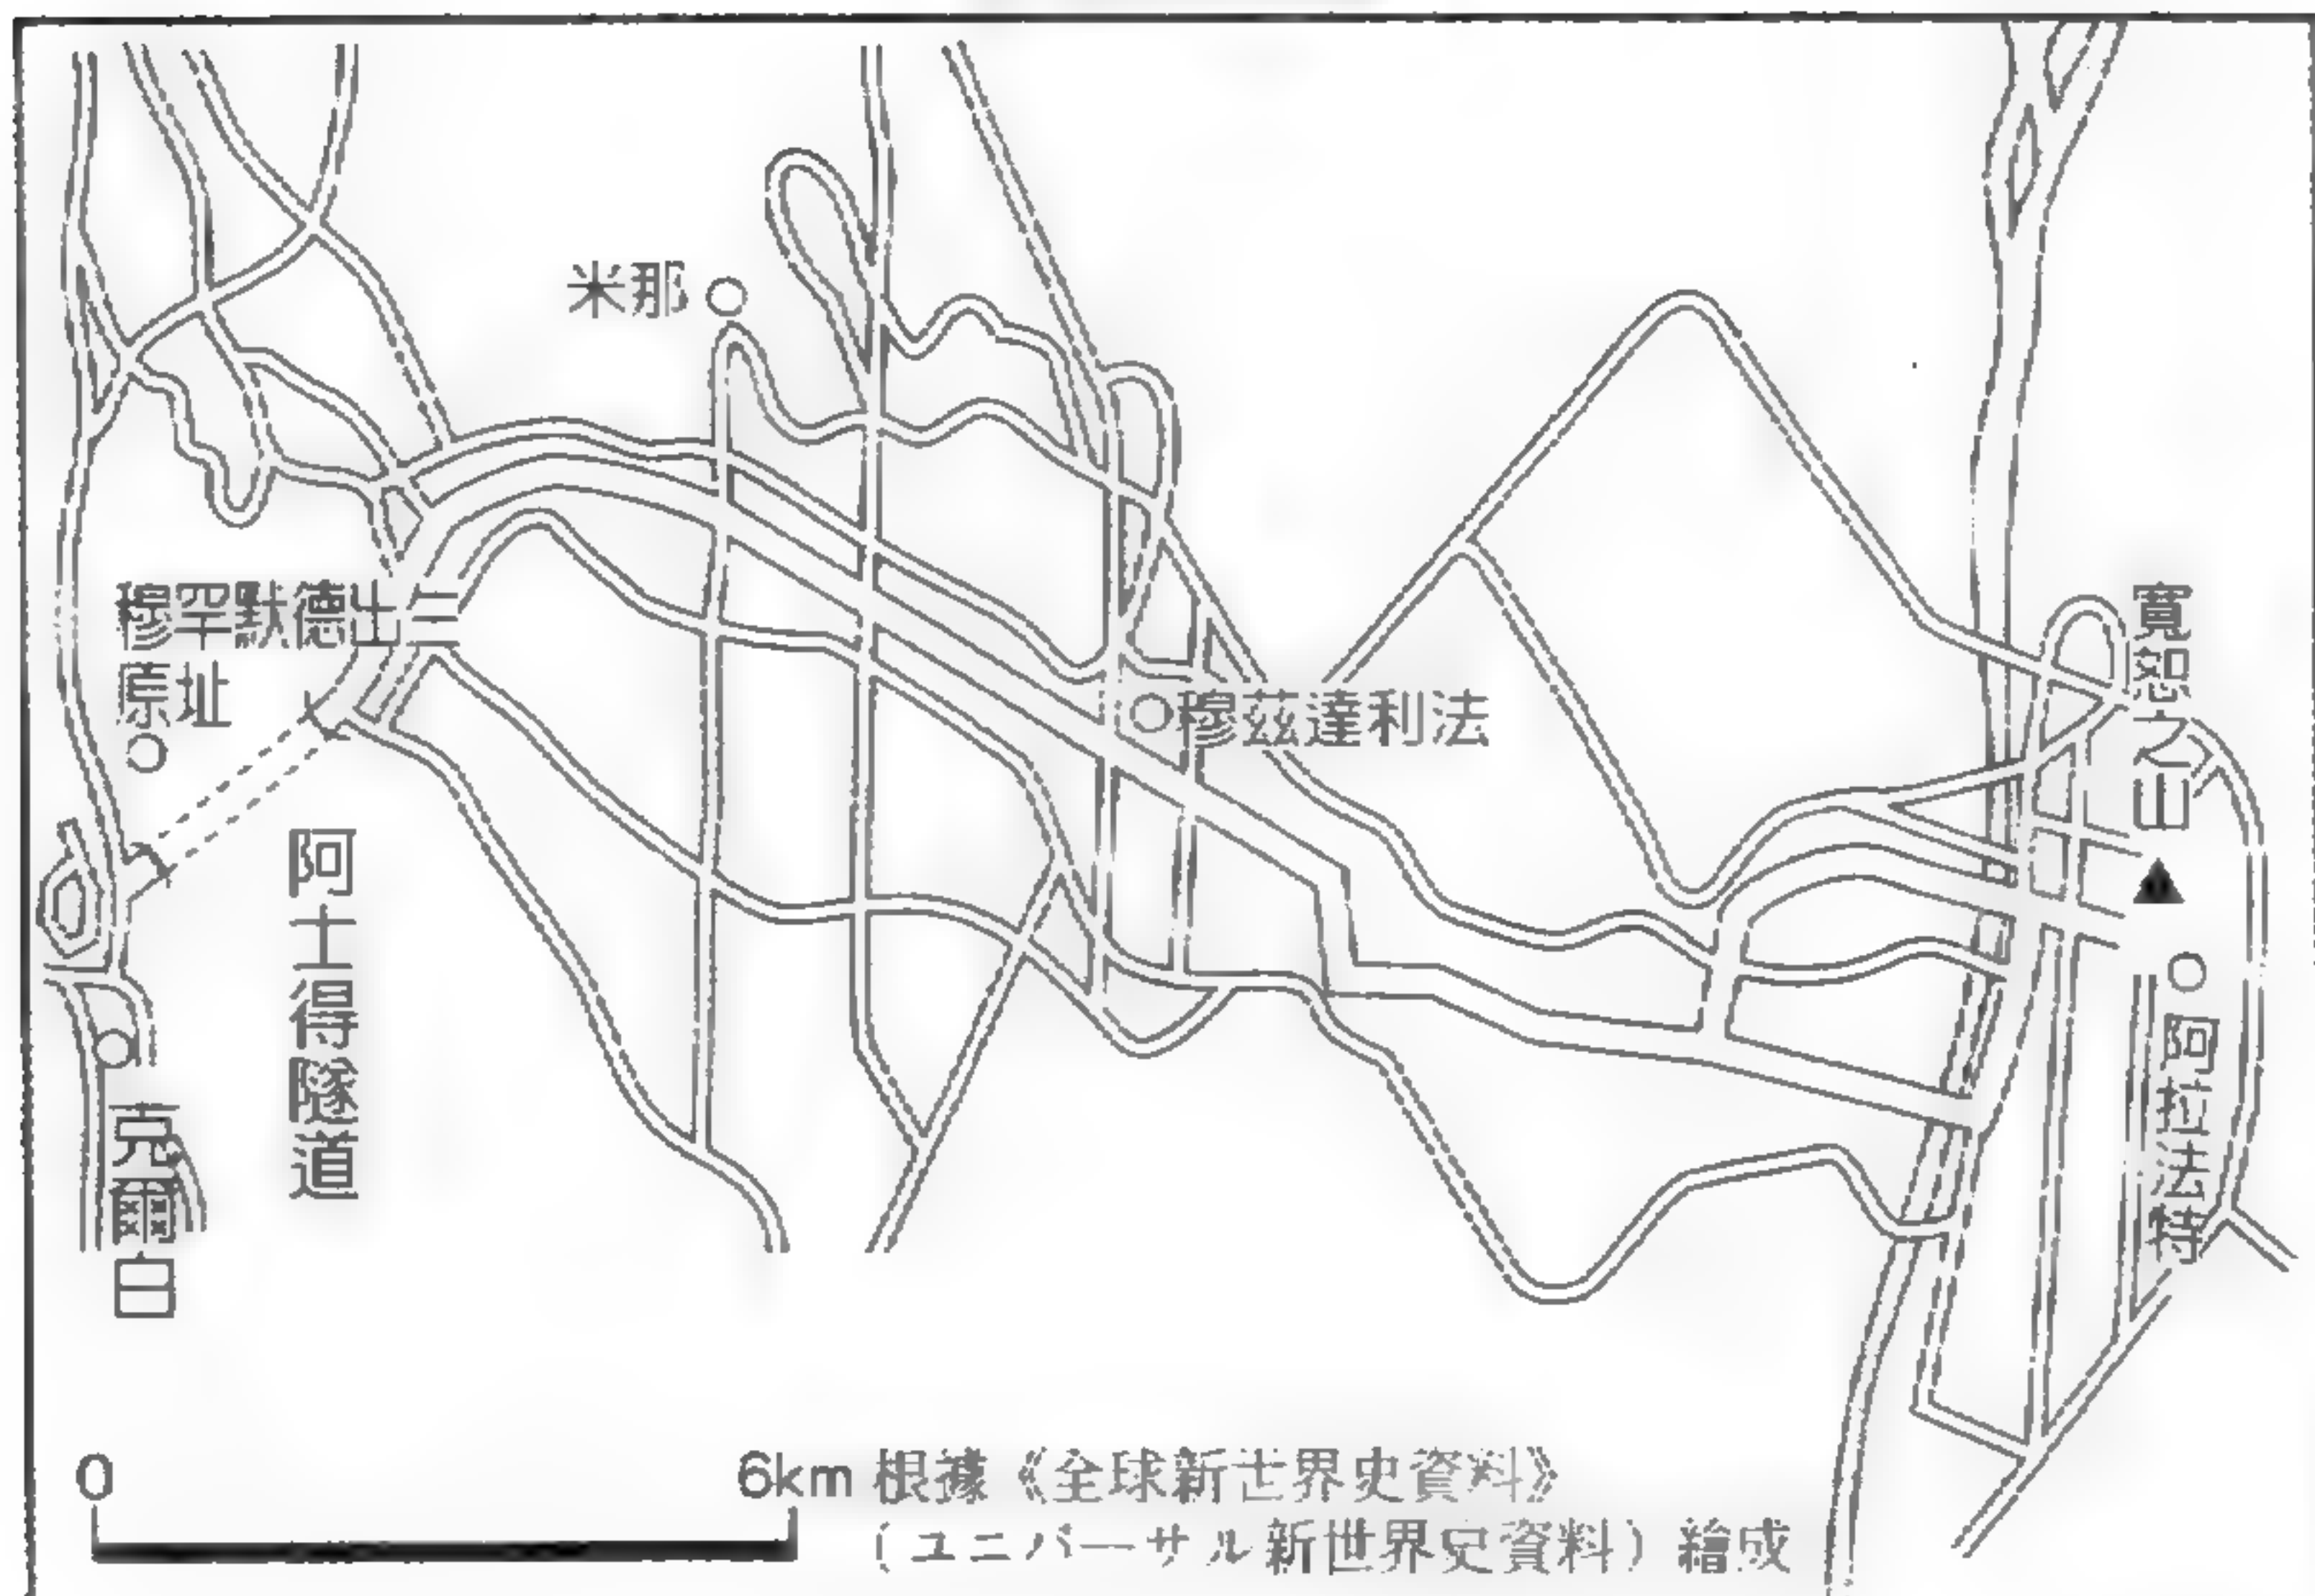 米那
穆罕默德出三
原址
穆茲達利法
寬恕之山
阿士得隧道
阿拉法特
克爾白
0
6km
根據《全球新世界史資料》
(ユニバーサル新世界史資料)繪成